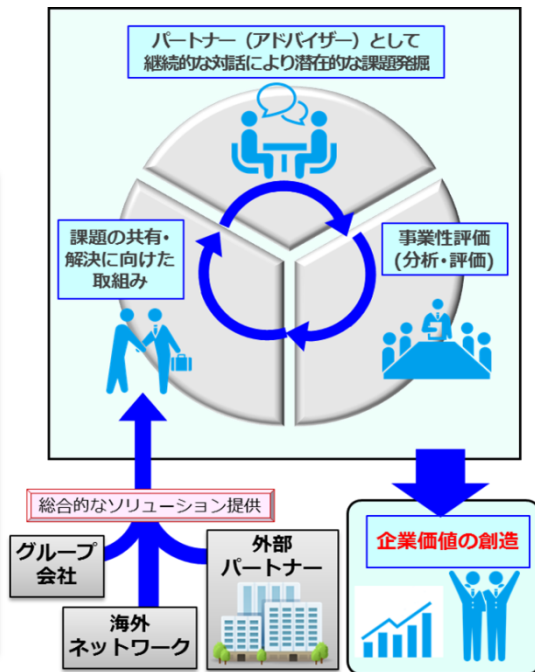 パートナー（アドバイザー）として
継続的な対話により潜在的な課題発掘
課題の共有・
解決に向けた
取組み
事業性評価
(分析・評価)
総合的なソリューション提供
グループ
会社
外部
パートナー
海外
ネットワーク
企業価値の創造